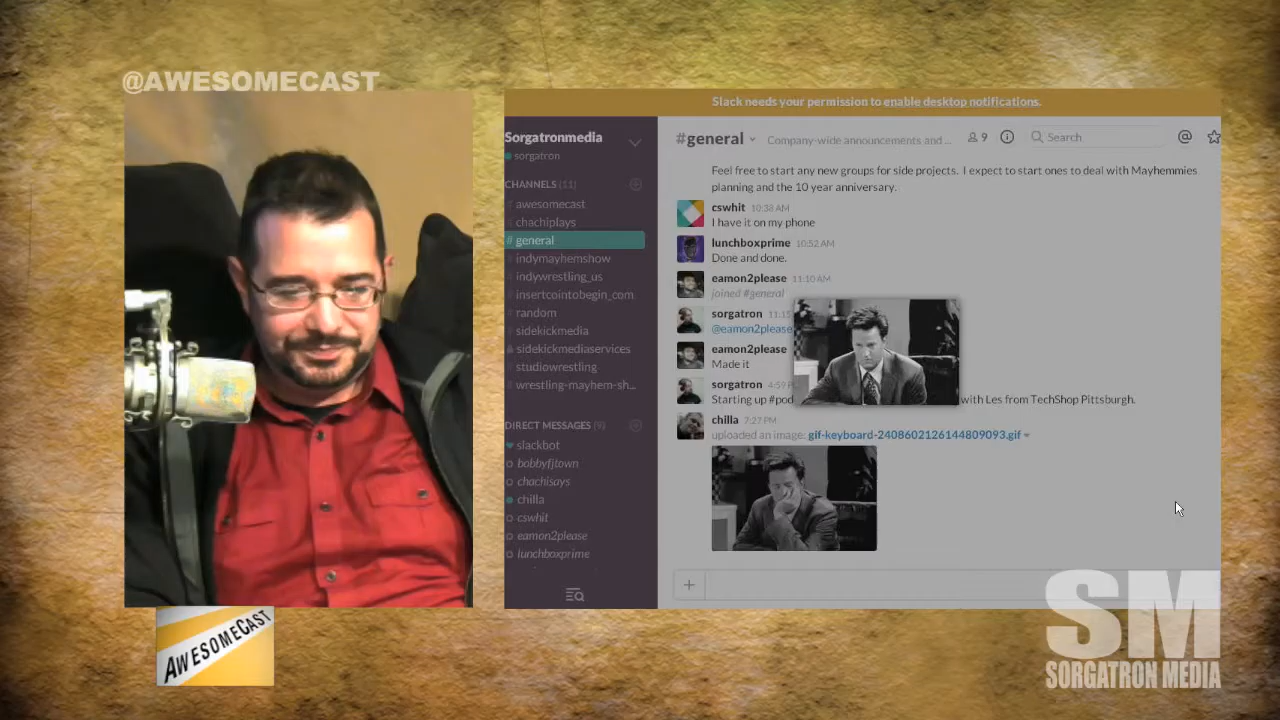 @AWESOMECAST
Slack needs your permission to enable desktop notifications.
Sorgatronmedia
sorgatron
CHANNELS (11)
# awesomecast
# chachiplays
# general
# indymayhemshow
# indywrestling_us
# insertcointobegin_com
# random
# sidekickmedia
sidekickmediaservices
# studiowrestling
# wrestling-mayhem-sh...
DIRECT MESSAGES (9)
slackbot
bobbyfjtown
chachisays
chilla
cswhit
eamon2please
lunchboxprime
#general
Company-wide announcements and ...
9
Search
@
Feel free to start any new groups for side projects. I expect to start ones to deal with Mayhemmies
planning and the 10 year anniversary.
cswhit 10:38 AM
I have it on my phone
lunchboxprime 10:52 AM
Done and done.
eamon2please 11:10 AM
joined #general
sorgatron 11:15
@eamon2please
eamon2please
Made it
sorgatron 4:59 P
Starting up #pod with Les from TechShop Pittsburgh.
chilla 7:27 PM
uploaded an image: gif-keyboard-2408602126144809093.gif
+
AWESOMECAST
SM
SORGATRON MEDIA